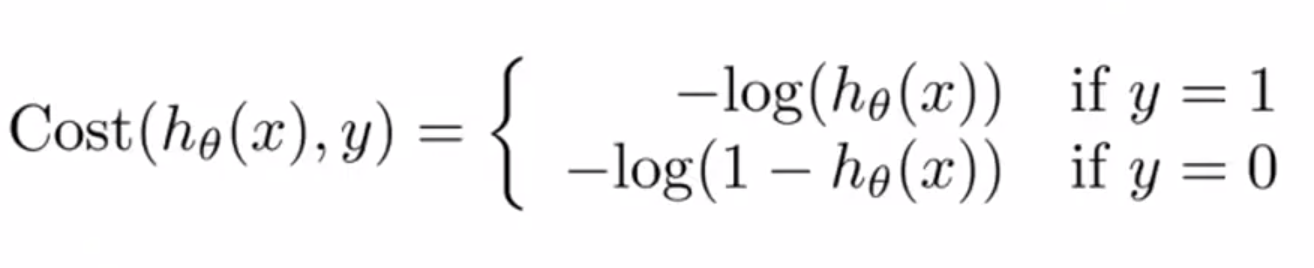 Cost(hθ(x), y) = { −log(hθ(x)) if y = 1
−log(1 − hθ(x)) if y = 0